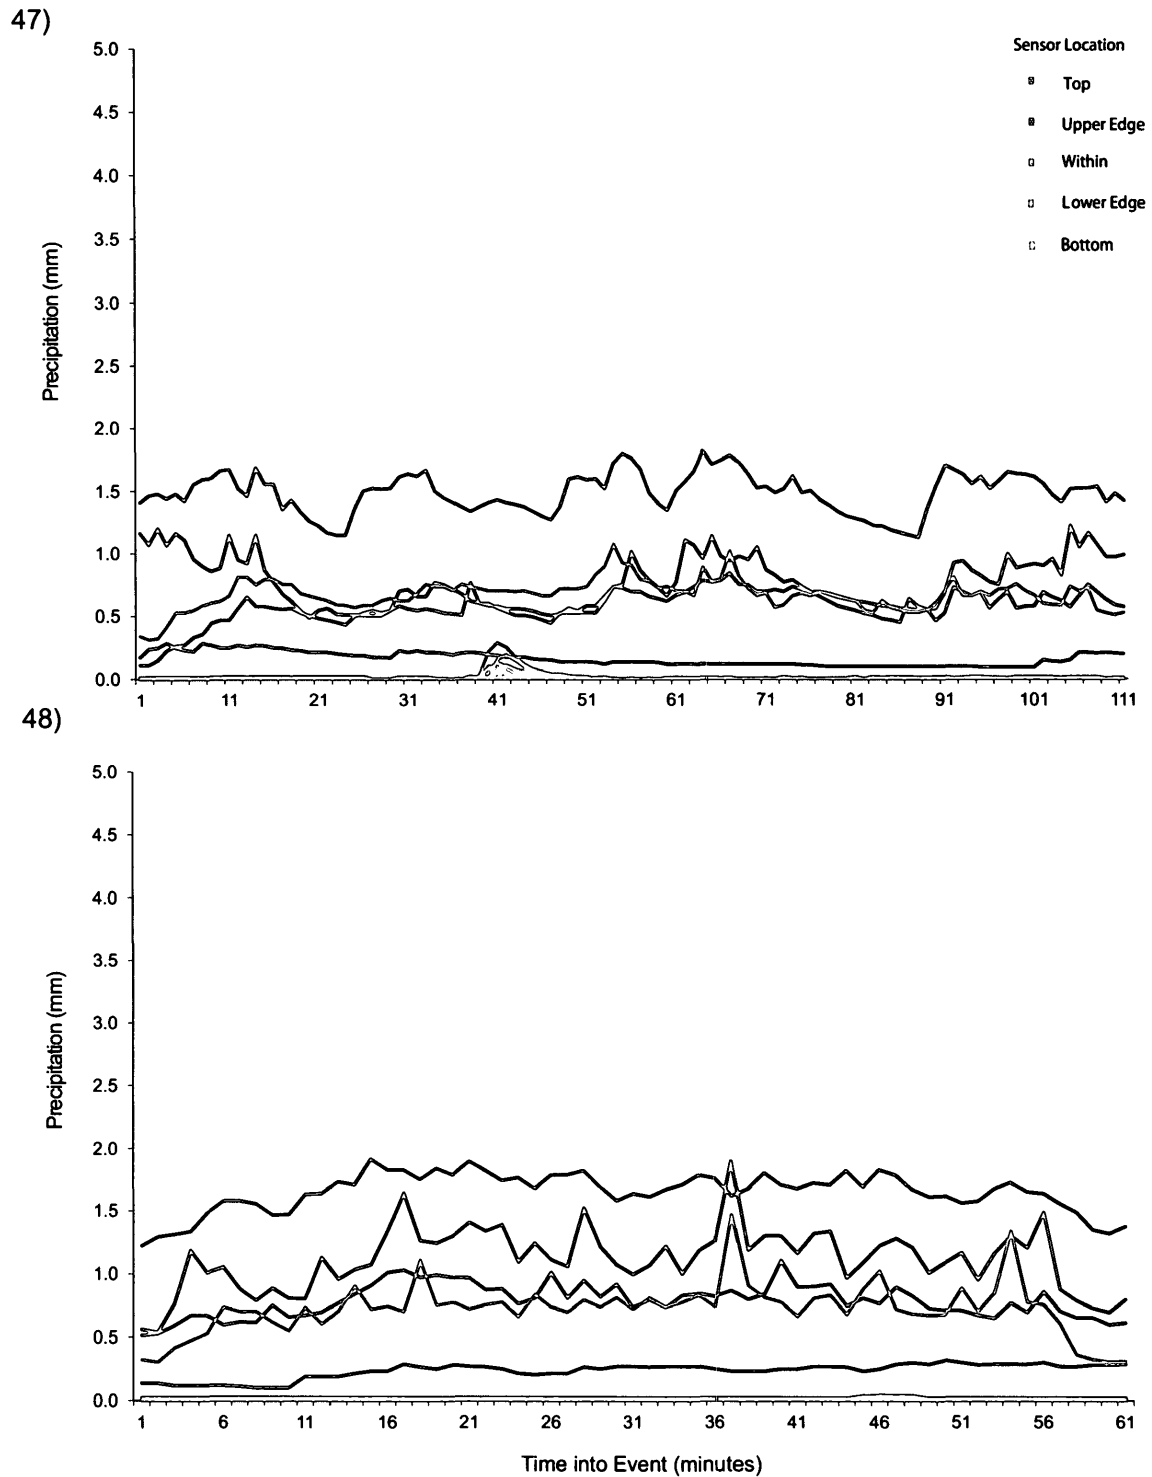 47)
Sensor Location
Top
Upper Edge
Within
Lower Edge
Bottom
Precipitation (mm)
5.0
4.5
4.0
3.5
3.0
2.5
2.0
1.5
1.0
0.5
0.0
1 11 21 31 41 51 61 71 81 91 101 111
48)
Precipitation (mm)
5.0
4.5
4.0
3.5
3.0
2.5
2.0
1.5
1.0
0.5
0.0
1 6 11 16 21 26 31 36 41 46 51 56 61
Time into Event (minutes)